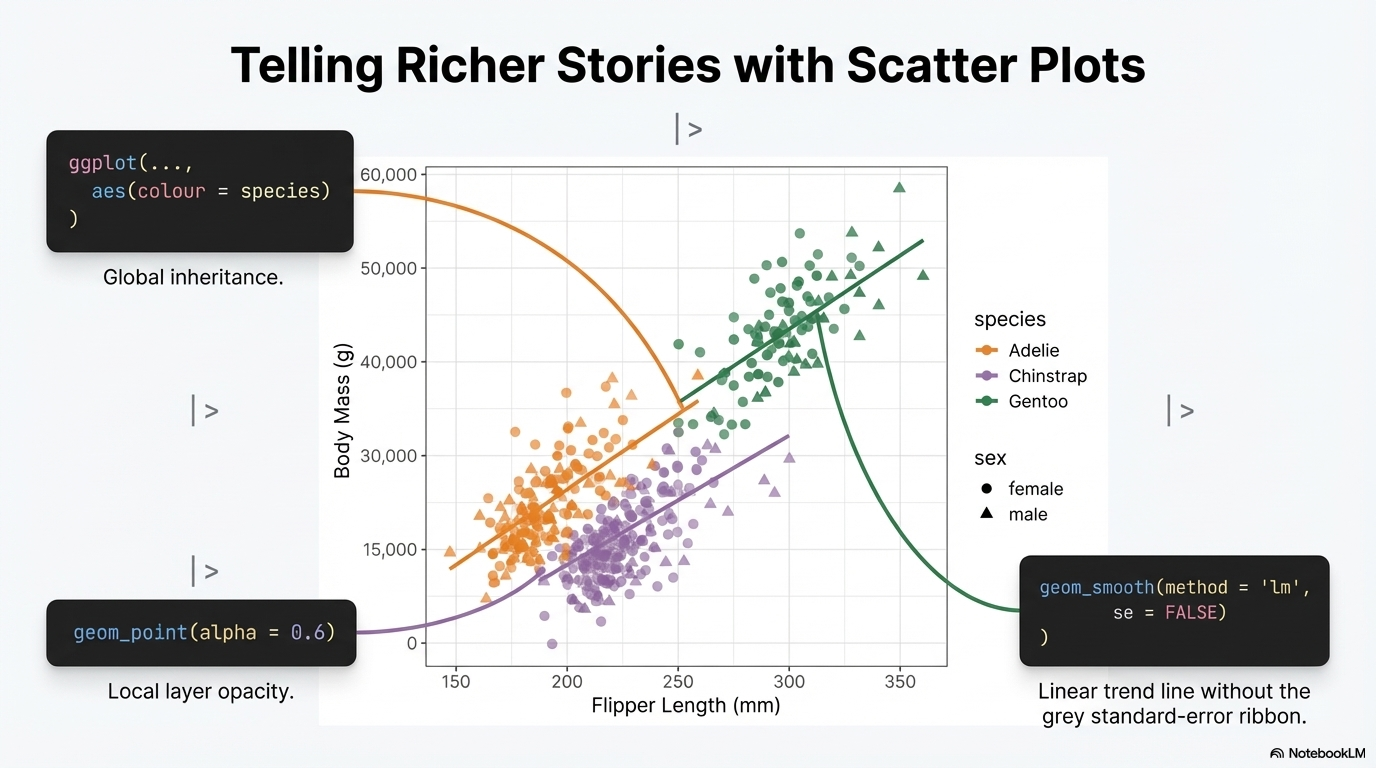 Telling Richer Stories with Scatter Plots
|>
ggplot(...,
  aes(colour = species)
)
Global inheritance.
60,000
50,000
40,000
30,000
15,000
0
Body Mass (g)
150
200
250
300
350
Flipper Length (mm)
species
Adelie
Chinstrap
Gentoo
sex
female
male
|>
|>
|>
geom_point(alpha = 0.6)
Local layer opacity.
geom_smooth(method = 'lm',
se = FALSE)
)
Linear trend line without the
grey standard-error ribbon.
NotebookLM